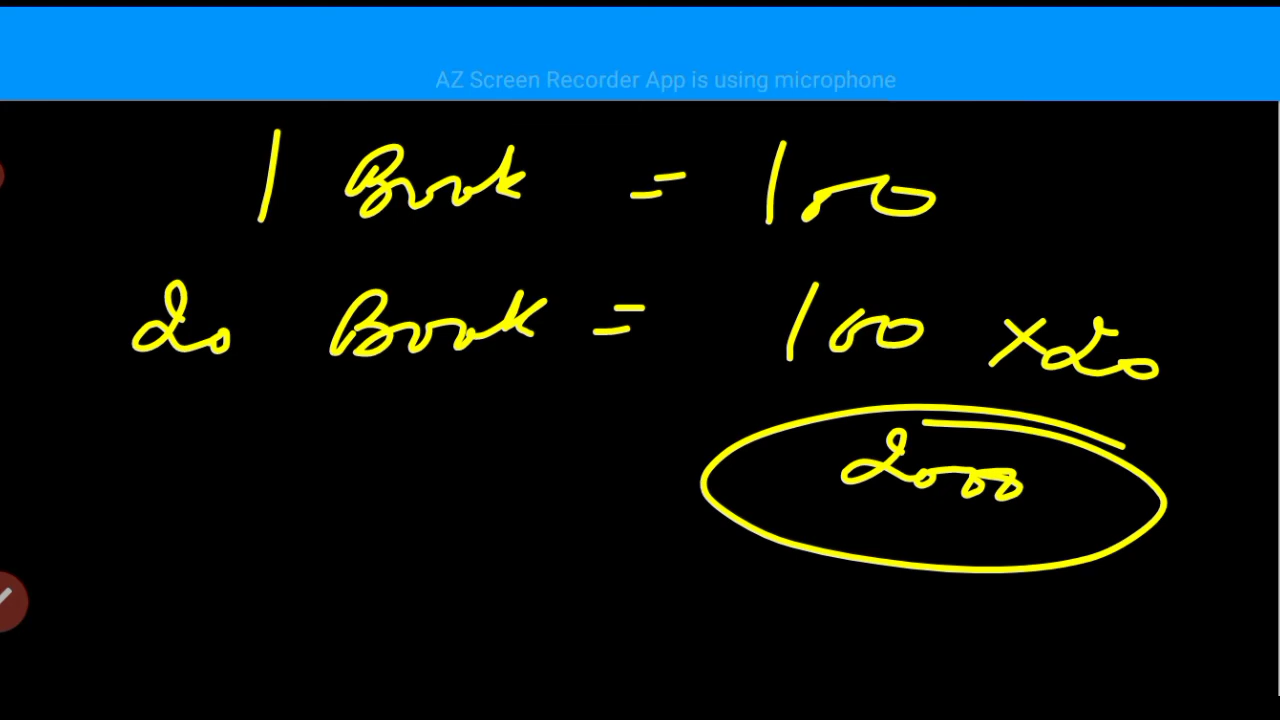 AZ Screen Recorder App is using microphone
1 Book = 100
20 Book = 100 × 20
2000